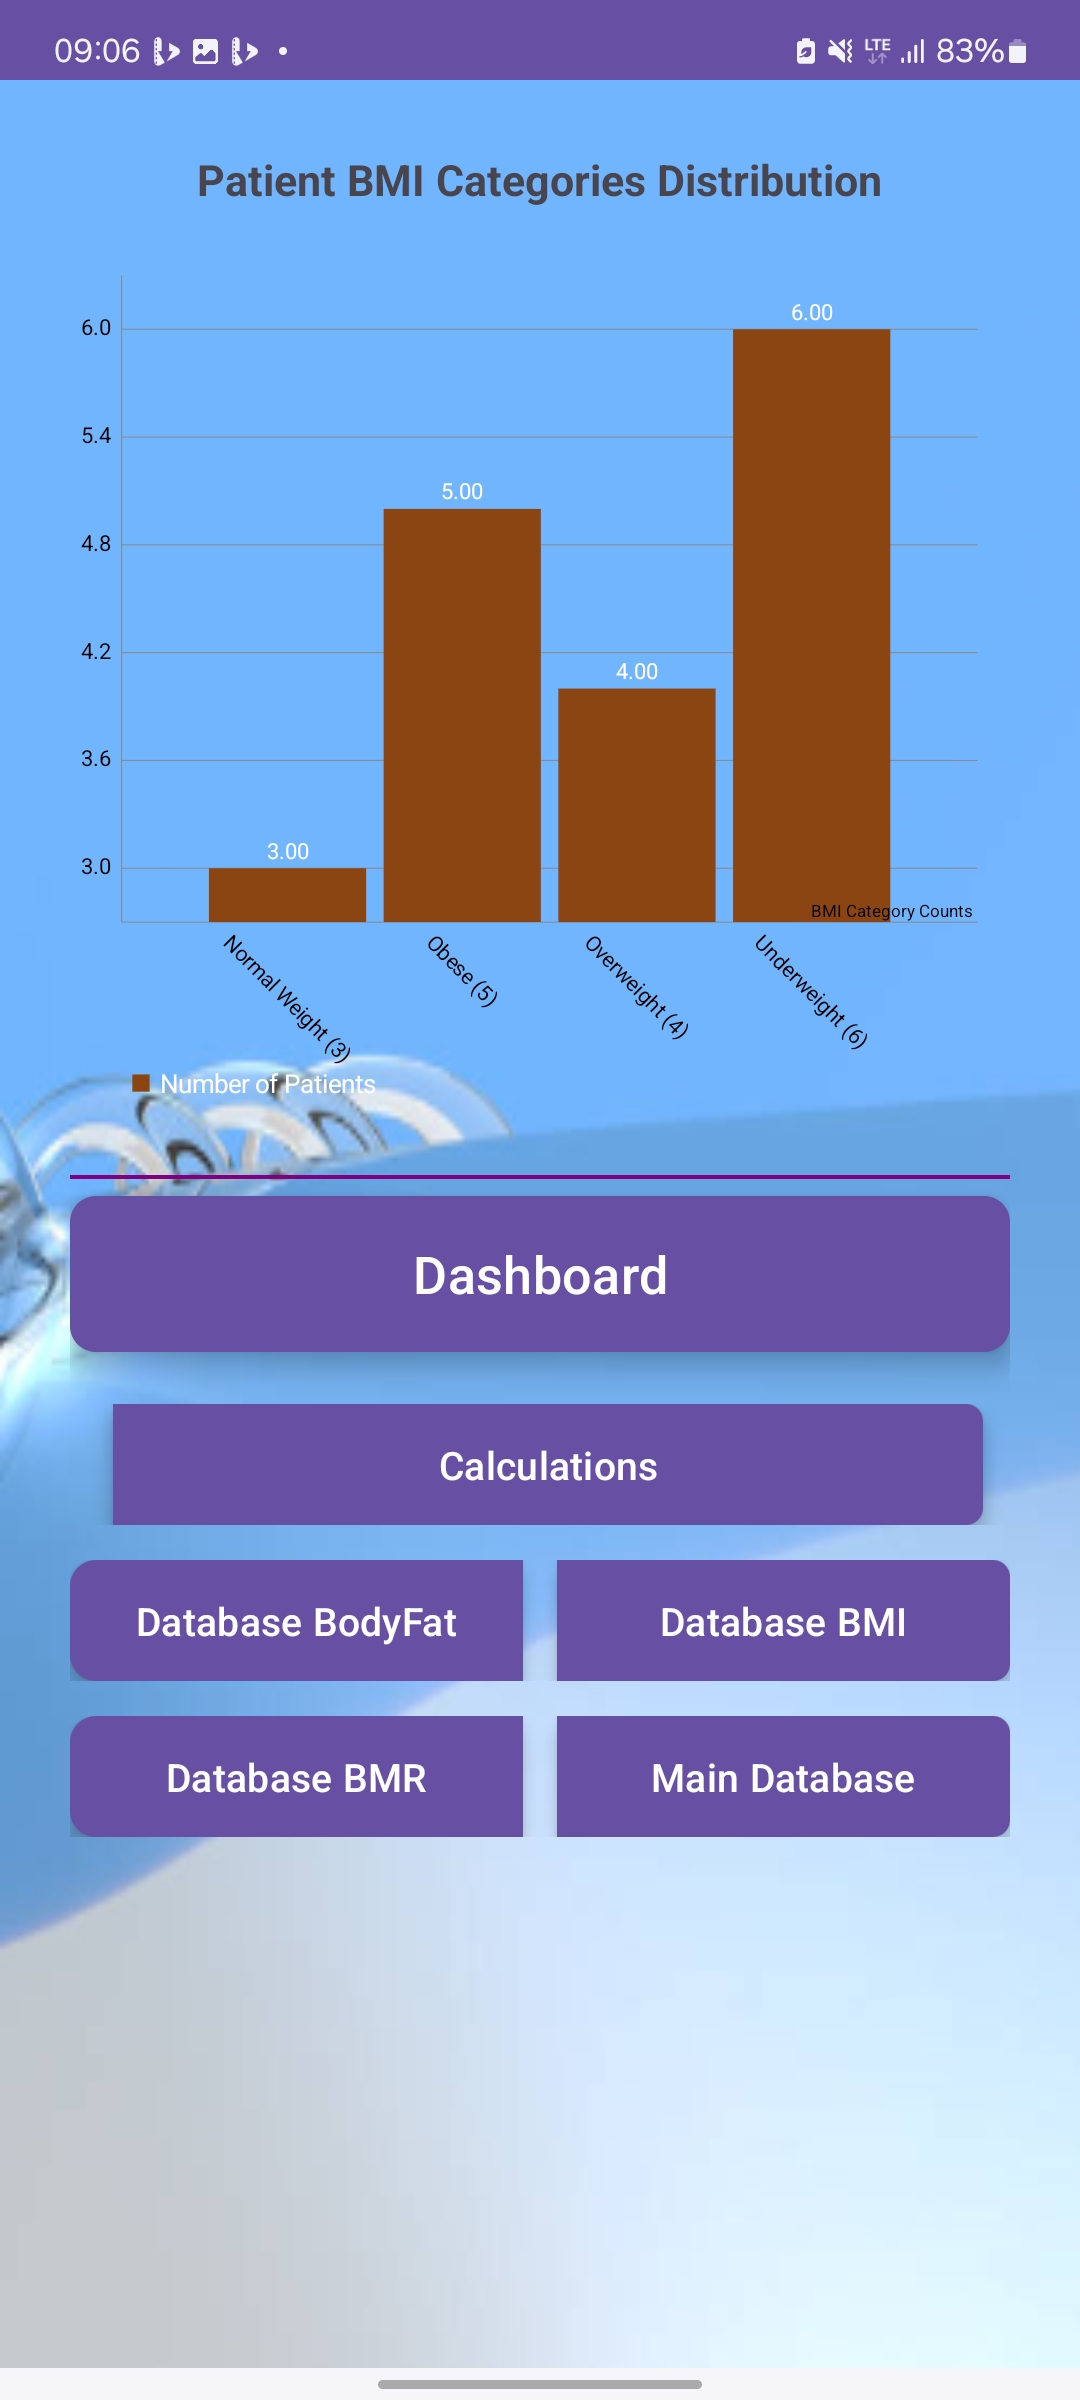 09:06
LTE
83%
Patient BMI Categories Distribution
6.0
5.4
4.8
4.2
3.6
3.0
6.00
5.00
4.00
3.00
BMI Category Counts
Normal Weight (3)
Obese (5)
Overweight (4)
Underweight (6)
Number of Patients
Dashboard
Calculations
Database BodyFat
Database BMI
Database BMR
Main Database